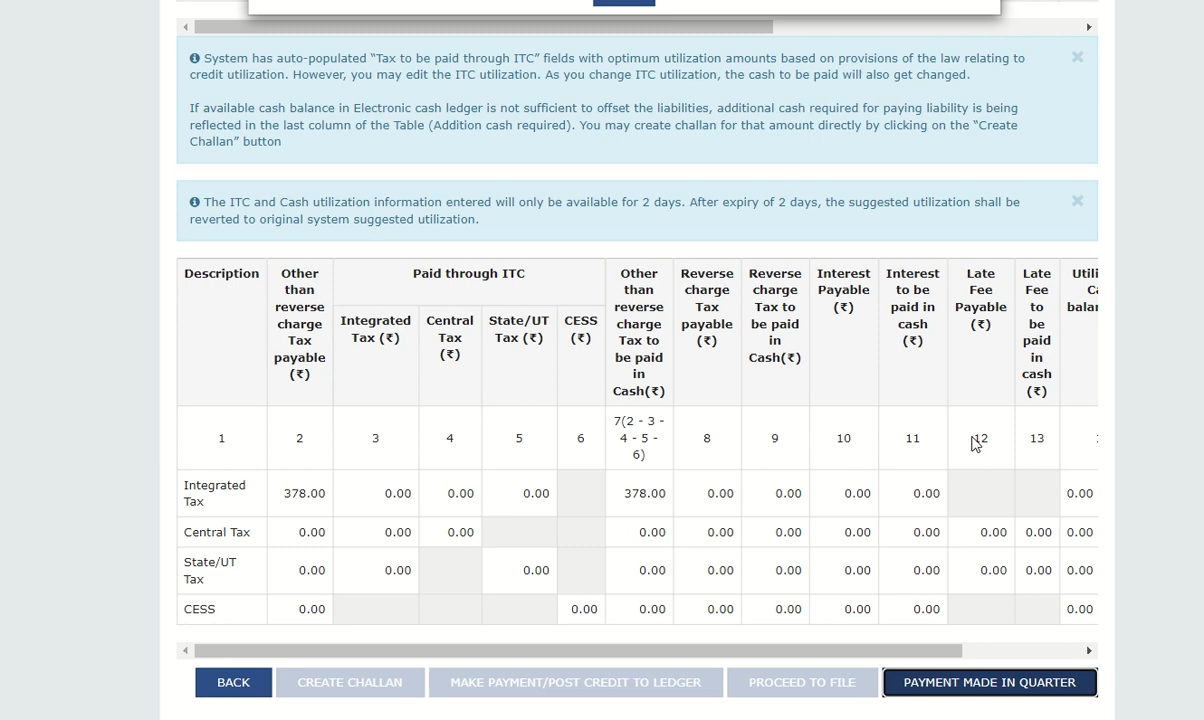 System has auto-populated “Tax to be paid through ITC” fields with optimum utilization amounts based on provisions of the law relating to
credit utilization. However, you may edit the ITC utilization. As you change ITC utilization, the cash to be paid will also get changed.
If available cash balance in Electronic cash ledger is not sufficient to offset the liabilities, additional cash required for paying liability is being
reflected in the last column of the Table (Addition cash required). You may create challan for that amount directly by clicking on the “Create
Challan” button
The ITC and Cash utilization information entered will only be available for 2 days. After expiry of 2 days, the suggested utilization shall be
reverted to original system suggested utilization.
Description
Other
than
reverse
charge
Tax
payable
(₹)
Paid through ITC
Integrated
Tax (₹)
Central
Tax
(₹)
State/UT
Tax (₹)
CESS
(₹)
Other
than
reverse
charge
Tax to
be paid
in
Cash(₹)
Reverse
charge
Tax
payable
(₹)
Reverse
charge
Tax to
be paid
in
Cash(₹)
Interest
Payable
(₹)
Interest
to be
paid in
cash
(₹)
Late
Fee
Payable
(₹)
Late
Fee
to
be
paid
in
cash
(₹)
1 2 3 4 5 6 7(2 - 3 -
4 - 5 -
6) 8 9 10 11 12 13
Integrated
Tax 378.00 0.00 0.00 0.00 378.00 0.00 0.00 0.00 0.00 0.00
Central Tax 0.00 0.00 0.00 0.00 0.00 0.00 0.00 0.00 0.00 0.00 0.00
State/UT
Tax 0.00 0.00 0.00 0.00 0.00 0.00 0.00 0.00 0.00 0.00 0.00
CESS 0.00 0.00 0.00 0.00 0.00 0.00 0.00 0.00
BACK CREATE CHALLAN MAKE PAYMENT/POST CREDIT TO LEDGER PROCEED TO FILE PAYMENT MADE IN QUARTER